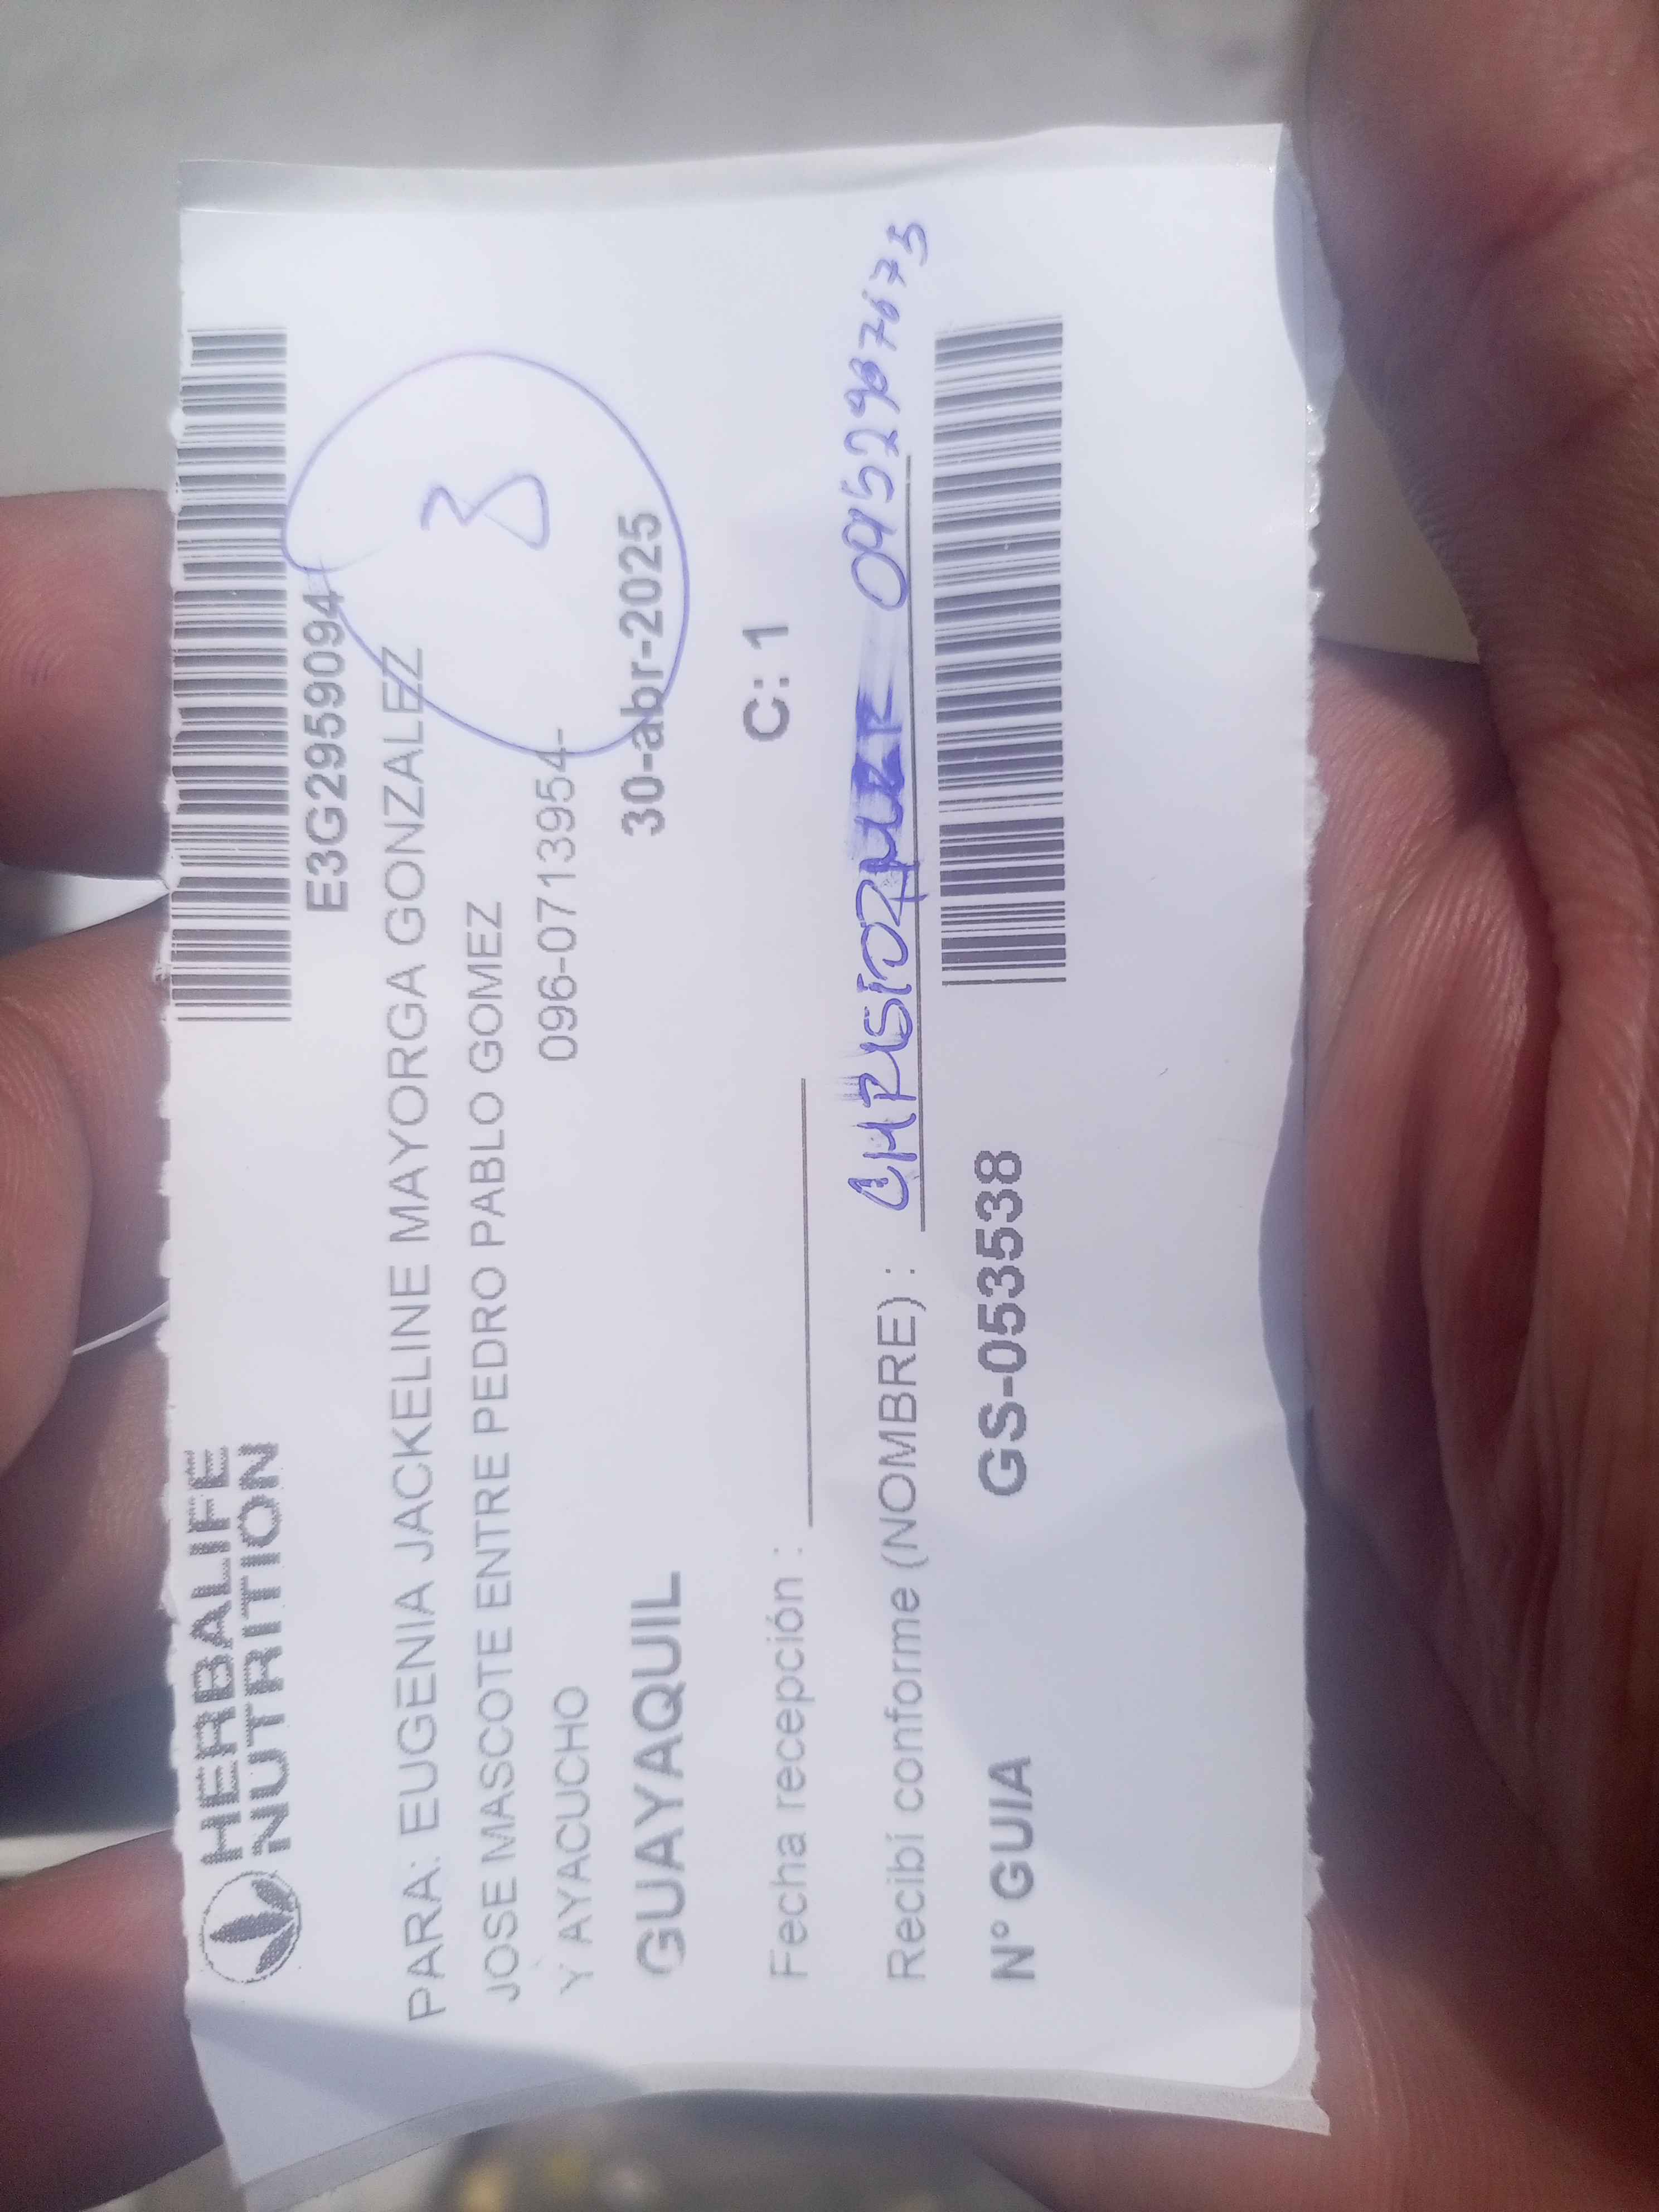 HERBALIFE
NUTRITION
E3G2959094
PARA: EUGENIA JACKELINE MAYORGA GONZALEZ
3
JOSE MASCOTE ENTRE PEDRO PABLO GOMEZ
Y AYACUCHO
096-0713954-
GUAYAQUIL
30-abr-2025
Fecha recepción :
C: 1
Recibí conforme (NOMBRE) :
N° GUIA
GS-053538